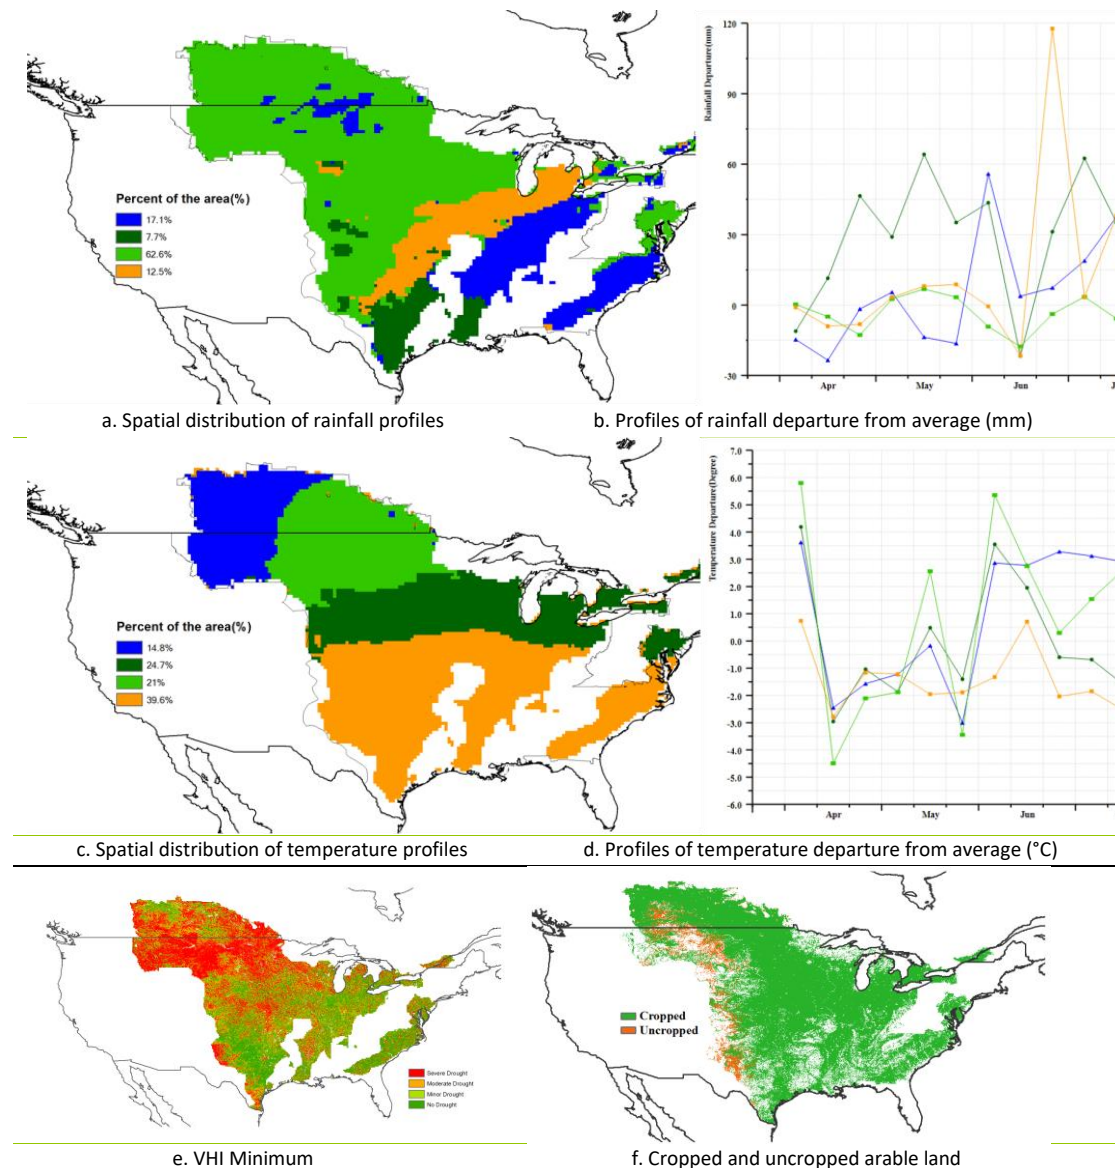 120
90
60
30
0
-30
Rainfall Departure(mm)
Apr
May
Jun
J
Percent of the area(%)
17.1%
7.7%
62.6%
12.5%
a. Spatial distribution of rainfall profiles
b. Profiles of rainfall departure from average (mm)
7.0
6.0
5.0
4.0
3.0
2.0
1.0
0.0
-1.0
-2.0
-3.0
-4.0
-5.0
-6.0
Temperature Departure(Degree)
Apr
May
Jun
Percent of the area(%)
14.8%
24.7%
21%
39.6%
c. Spatial distribution of temperature profiles
d. Profiles of temperature departure from average (°C)
Severe Drought
Moderate Drought
Minor Drought
No Drought
Cropped
Uncropped
e. VHI Minimum
f. Cropped and uncropped arable land